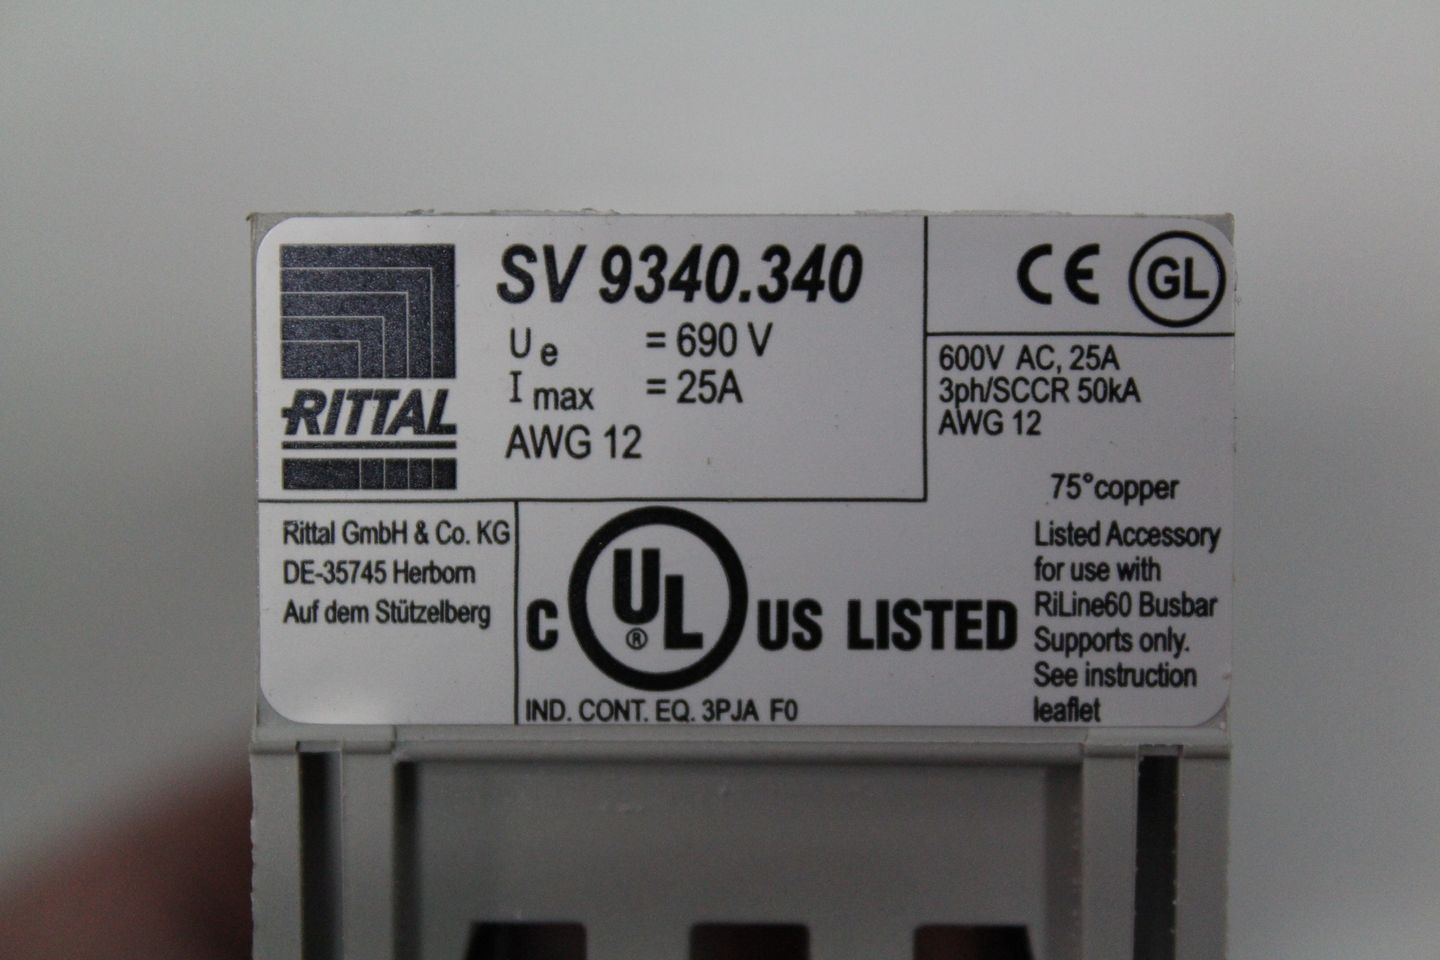 RITTAL
SV 9340.340
Ue = 690 V
Imax = 25A
AWG 12
CE GL
600V AC, 25A
3ph/SCCR 50kA
AWG 12
75°copper
Rittal GmbH & Co. KG
DE-35745 Herborn
Auf dem Stützelberg
C UL® US LISTED
IND. CONT. EQ. 3PJA F0
Listed Accessory
for use with
RiLine60 Busbar
Supports only.
See instruction
leaflet